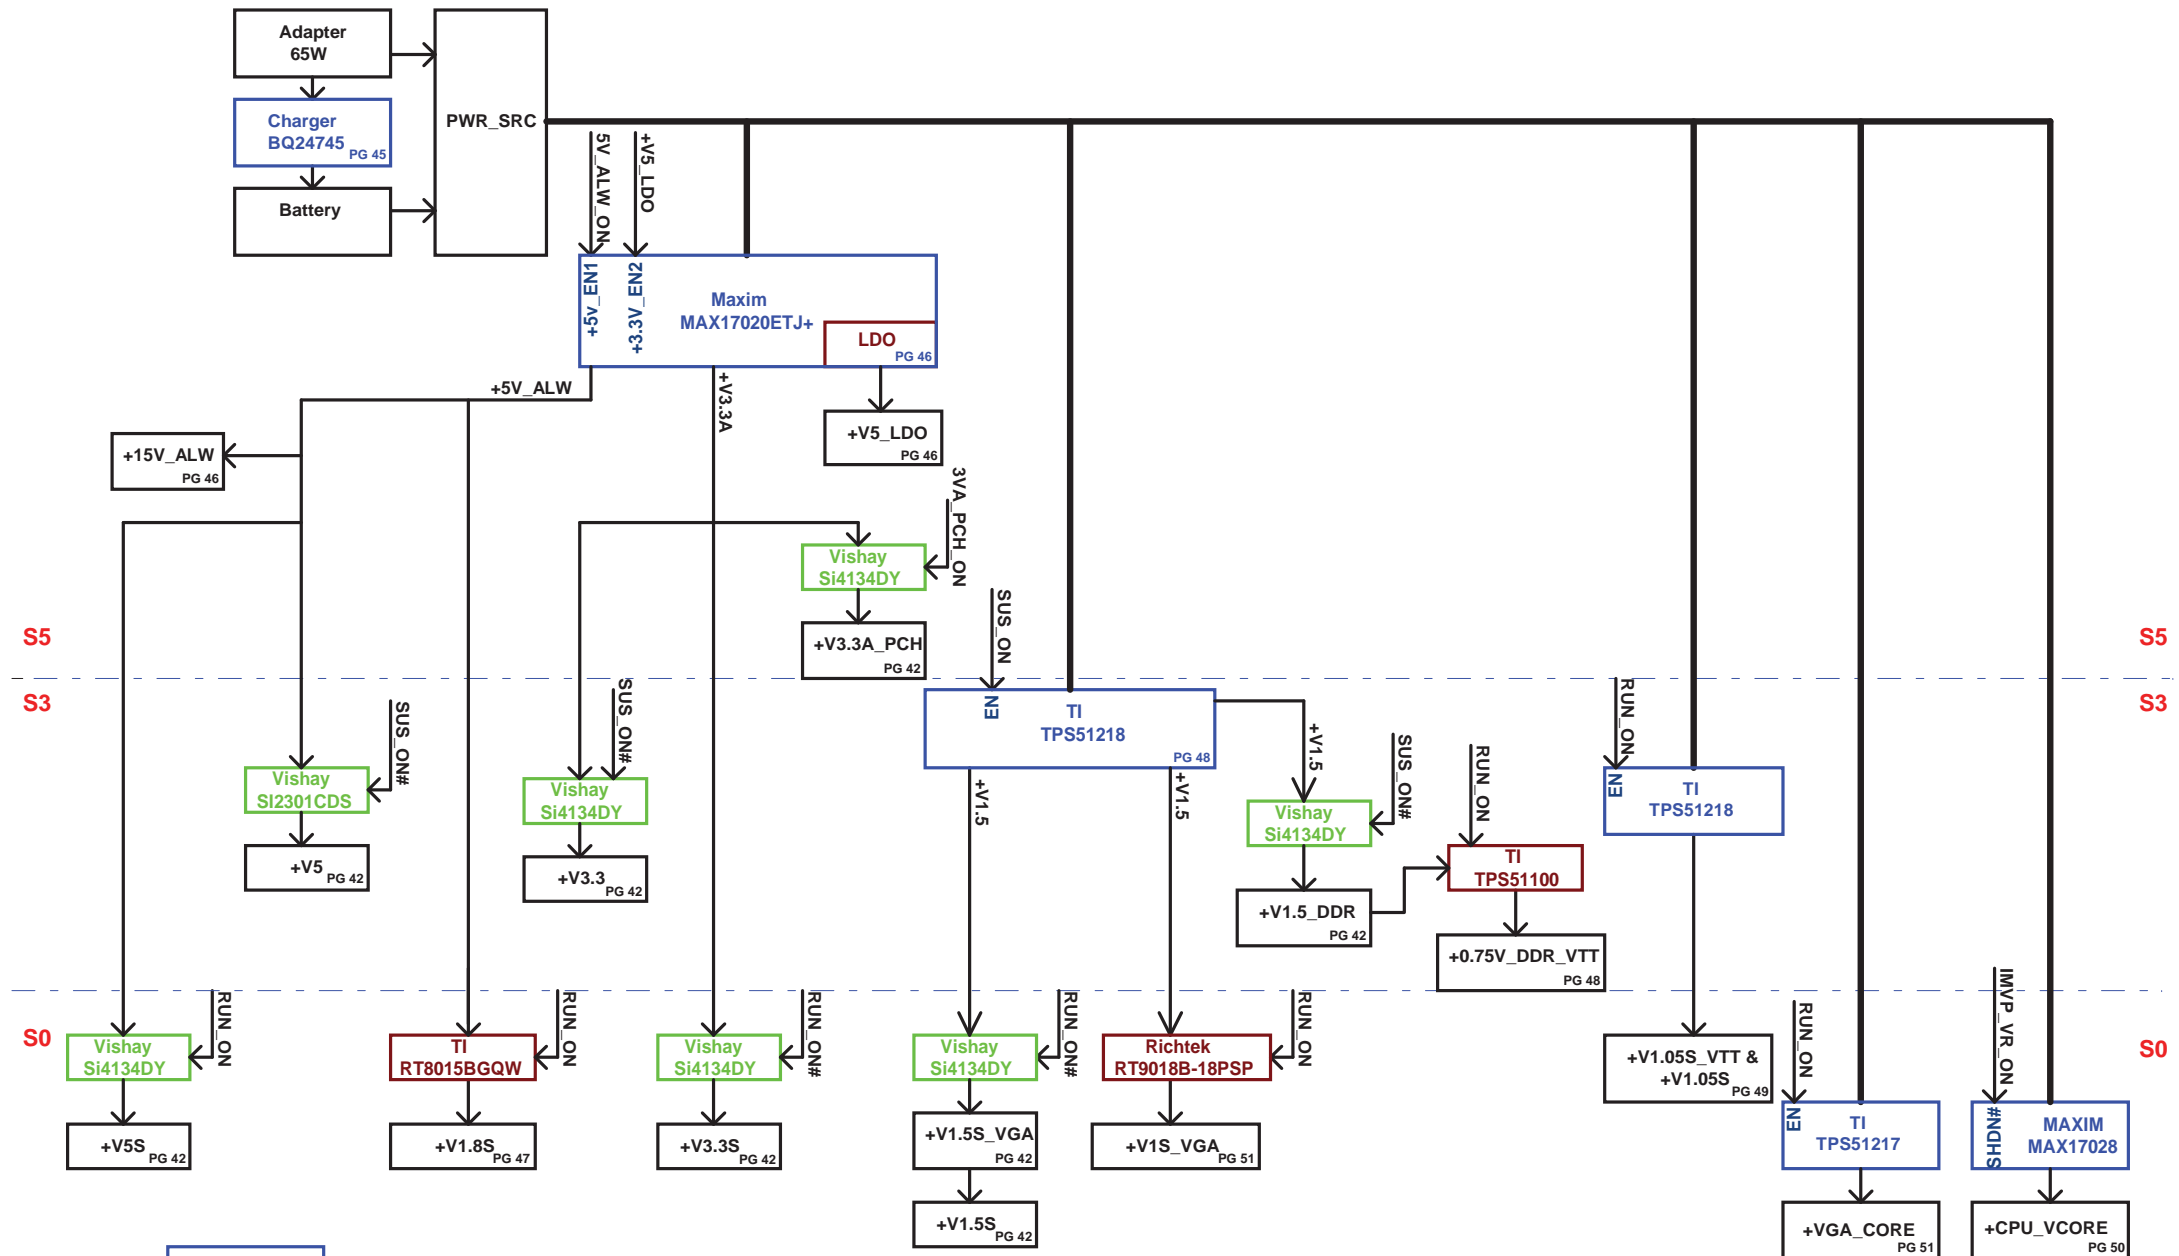 Adapter
65W
Charger
BQ24745
PG 45
Battery
PWR_SRC
5V_ALW_ON
+V5_LDO
+5v_EN1
+3.3V_EN2
Maxim
MAX17020ETJ+
LDO
PG 46
+5V_ALW
+V3.3A
+V5_LDO
PG 46
+15V_ALW
PG 46
3VA_PCH_ON
Vishay
Si4134DY
+V3.3A_PCH
PG 42
SUS_ON
S5
S5
S3
S3
SUS_ON#
Vishay
SI2301CDS
+V5
PG 42
SUS_ON#
Vishay
Si4134DY
+V3.3
PG 42
EN
TI
TPS51218
PG 48
+V1.5
+V1.5
+V1.5
SUS_ON#
Vishay
Si4134DY
+V1.5_DDR
PG 42
RUN_ON
TI
TPS51100
+0.75V_DDR_VTT
PG 48
RUN_ON
EN
TI
TPS51218
S0
S0
RUN_ON
Vishay
Si4134DY
+V5S
PG 42
RUN_ON
TI
RT8015BGQW
+V1.8S
PG 47
RUN_ON#
Vishay
Si4134DY
+V3.3S
PG 42
RUN_ON#
Vishay
Si4134DY
+V1.5S_VGA
PG 42
+V1.5S
PG 42
RUN_ON
Richtek
RT9018B-18PSP
+V1S_VGA
PG 51
+V1.05S_VTT &
+V1.05S
PG 49
RUN_ON
EN
TI
TPS51217
+VGA_CORE
PG 51
IMVP_VR_ON
SHDN#
MAXIM
MAX17028
+CPU_VCORE
PG 50